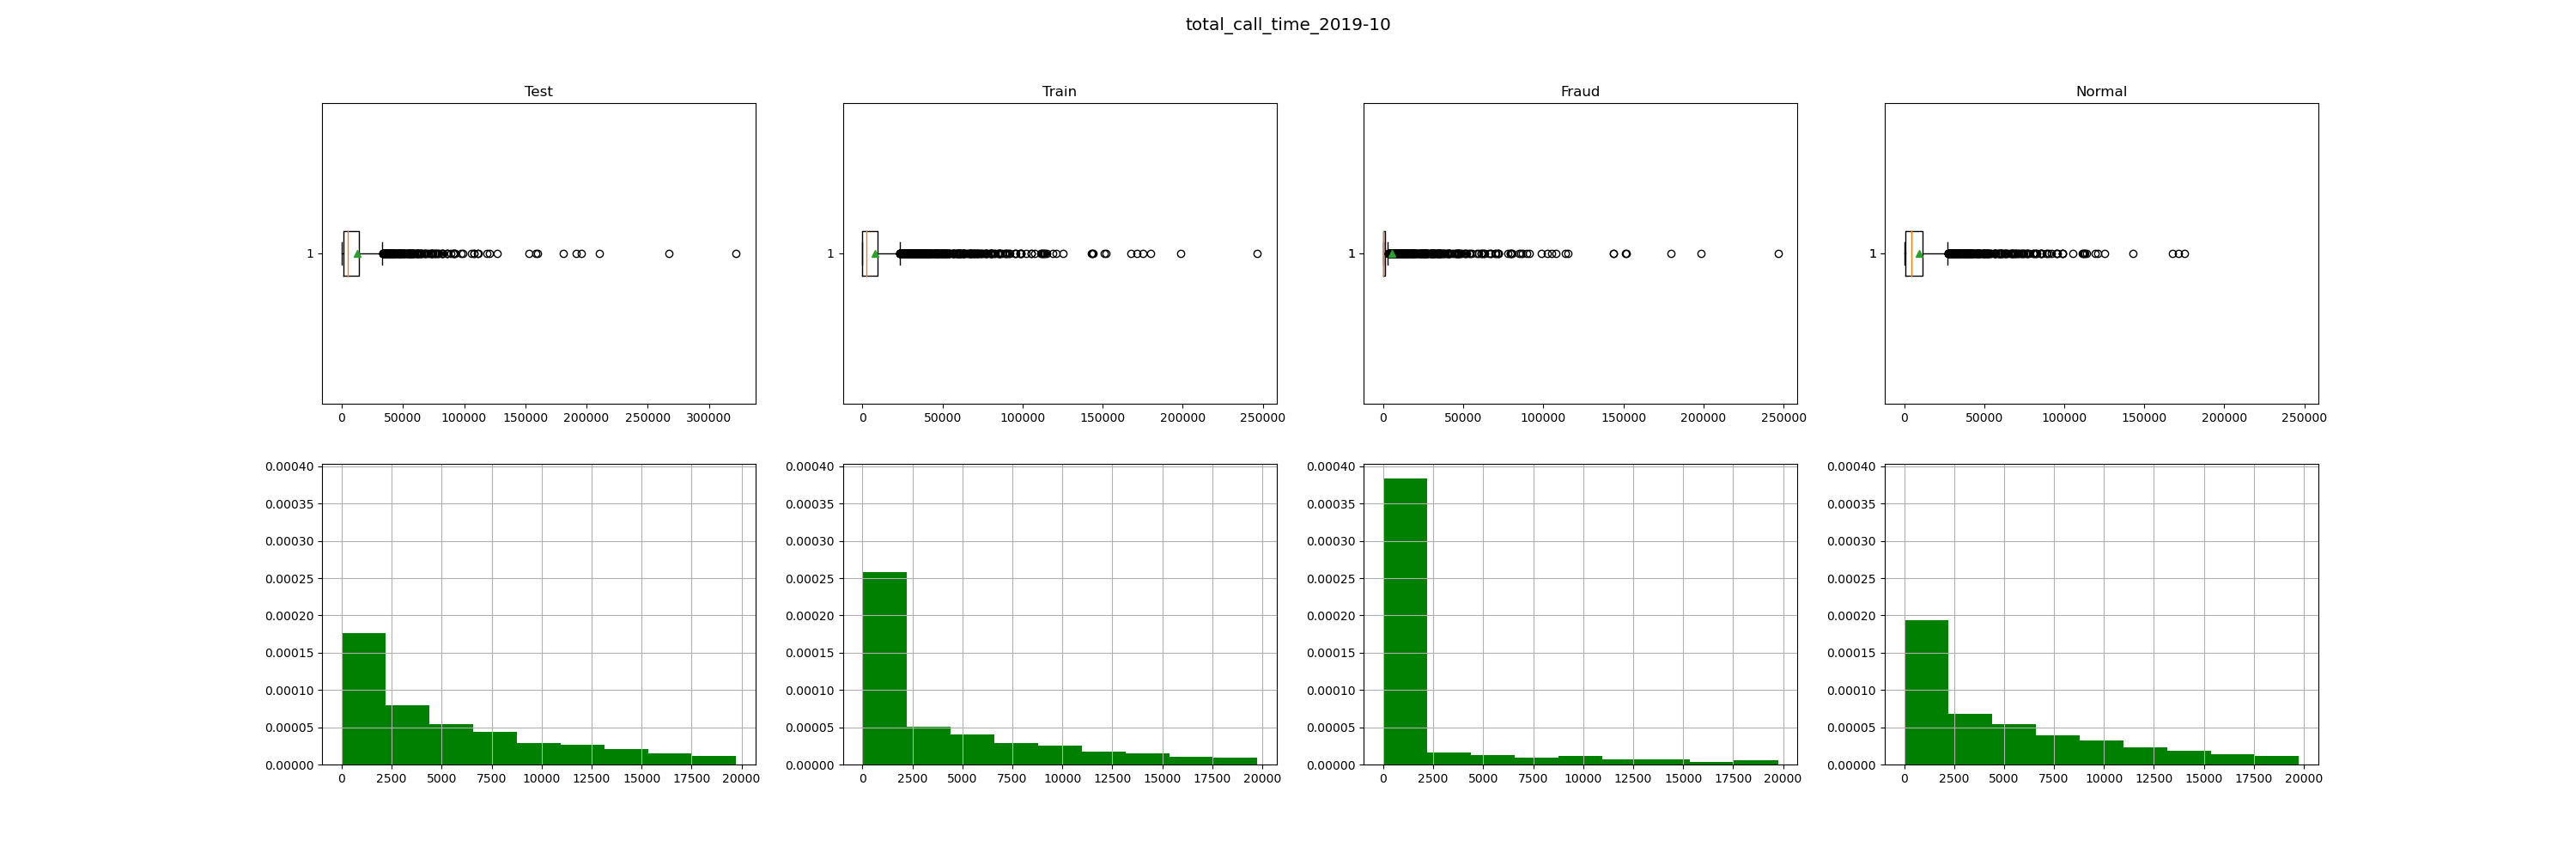 total_call_time_2019-10
Test
Train
Fraud
Normal
1
1
1
1
0 50000 100000 150000 200000 250000 300000
0 50000 100000 150000 200000 250000
0 50000 100000 150000 200000 250000
0 50000 100000 150000 200000 250000
0.00040 0.00040 0.00040 0.00040
0.00035 0.00035 0.00035 0.00035
0.00030 0.00030 0.00030 0.00030
0.00025 0.00025 0.00025 0.00025
0.00020 0.00020 0.00020 0.00020
0.00015 0.00015 0.00015 0.00015
0.00010 0.00010 0.00010 0.00010
0.00005 0.00005 0.00005 0.00005
0.00000 0.00000 0.00000 0.00000
0 2500 5000 7500 10000 12500 15000 17500 20000
0 2500 5000 7500 10000 12500 15000 17500 20000
0 2500 5000 7500 10000 12500 15000 17500 20000
0 2500 5000 7500 10000 12500 15000 17500 20000